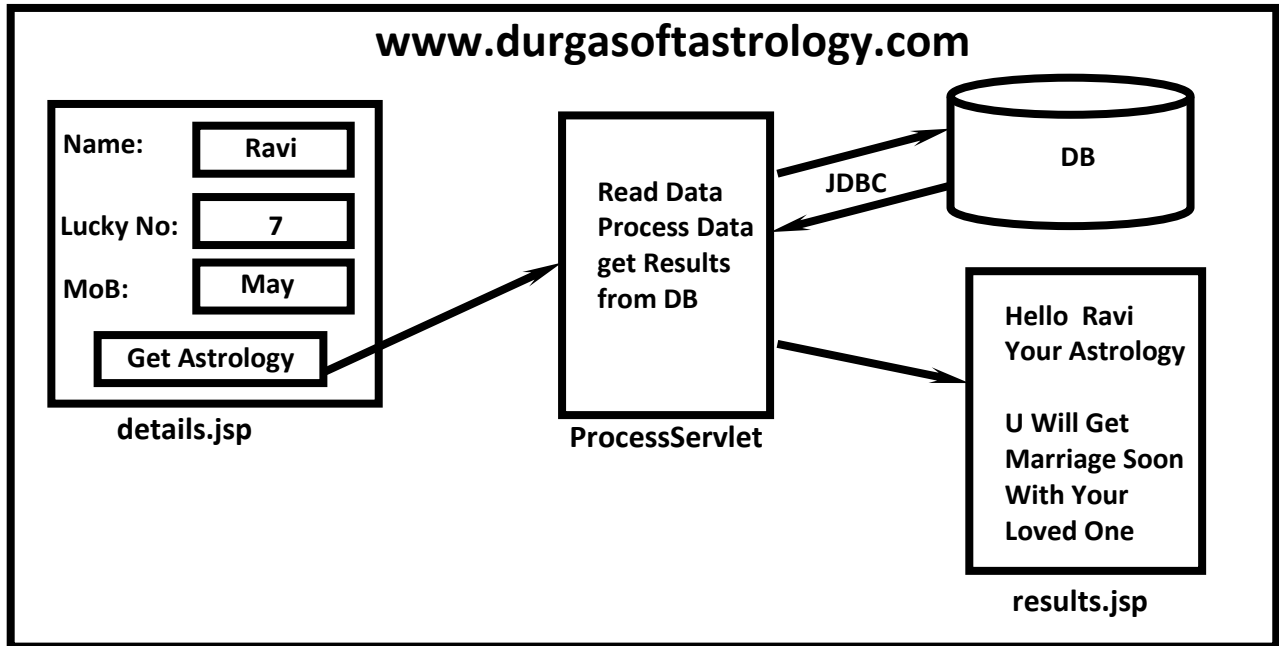 www.durgasoftastrology.com
Name:
Ravi
Lucky No:
7
MoB:
May
Get Astrology
details.jsp
Read Data
Process Data
get Results
from DB
ProcessServlet
JDBC
DB
Hello Ravi
Your Astrology
U Will Get
Marriage Soon
With Your
Loved One
results.jsp